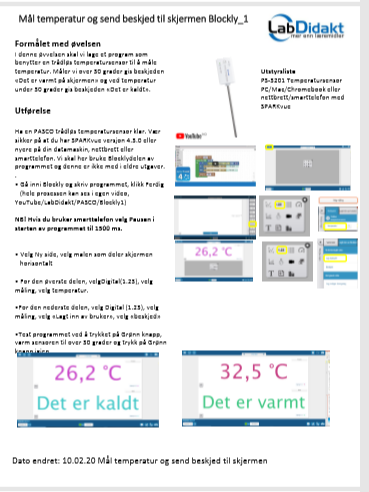 Mål temperatur og send beskjed til skjermen Blockly_1
LabDidakt
mer enn læremidler
Formålet med øvelsen
I denne øvelsen skal vi lage et program som
benytter en trådløs temperatursensor til å måle
temperatur. Måler vi over 30 grader gis beskjeden
«Det er varmt på skjermen» og ved temperatur
under 30 grader gis beskjeden «Det er kaldt».
Utstyrsliste
PS-3201 Temperatursensor
PC/Mac/Chromebook eller
nettbrett/smarttelefon med
SPARKvue
Utførelse
Ha en PASCO trådløs temperatursensor klar. Vær
sikker på at du har SPARKvue versjon 4.3.0 eller
nyere på din datamaskin, nettbrett eller
smarttelefon. Vi skal her bruke Blocklydelen av
programmet og denne er ikke med i eldre utgaver.
.
• Gå inn i Blockly og skriv programmet, klikk Ferdig
(hele prosessen kan ses i egen video,
YouTube/LabDidakt/PASCO/Blockly1)
NB! Hvis du bruker smarttelefon velg Pausen i
starten av programmet til 1500 ms.
• Velg Ny side, velg malen som deler skjermen
horisontalt
• For den øverste delen, velgDigital(1.23), velg
måling, velg temperatur.
•For den nederste delen, velg Digital (1.23), velg
måling, velg «Lagt inn av bruker», velg «beskjed»
•Test programmet ved å trykke på Grønn knapp,
varm sensoren til over 30 grader og trykk på Grønn
knapp igjen
YouTube
26,2 °C
26,2 °C
Det er kaldt
32,5 °C
Det er varmt
Dato endret: 10.02.20 Mål temperatur og send beskjed til skjermen